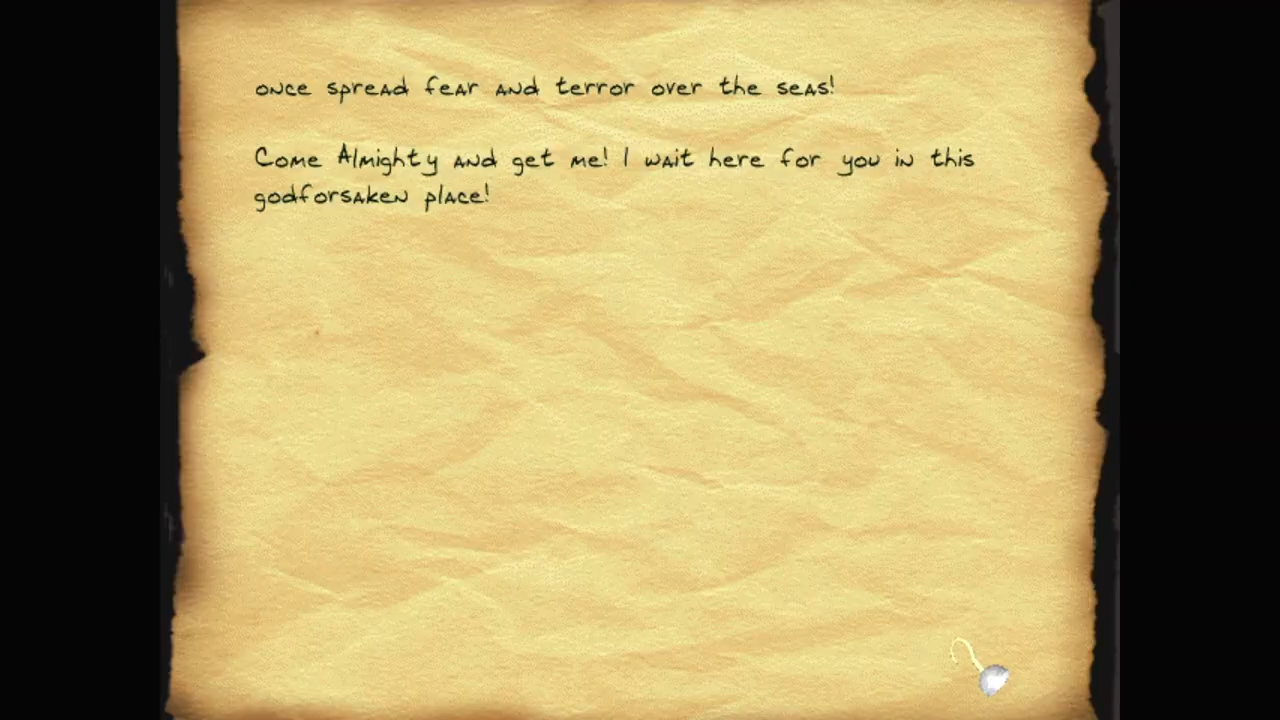 once spread fear and terror over the seas!
Come Almighty and get me! I wait here for you in this
godforsaken place!